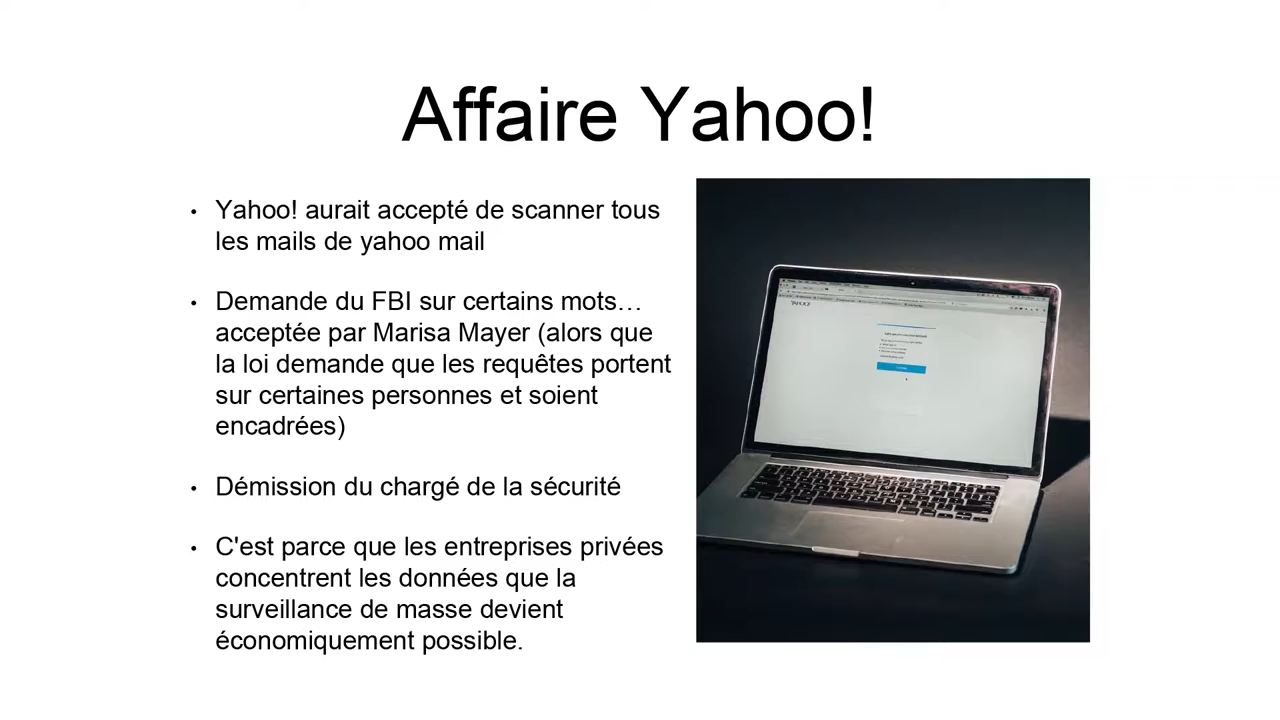 Affaire Yahoo!
• Yahoo! aurait accepté de scanner tous
les mails de yahoo mail
• Demande du FBI sur certains mots…
acceptée par Marisa Mayer (alors que
la loi demande que les requêtes portent
sur certaines personnes et soient
encadrées)
• Démission du chargé de la sécurité
• C'est parce que les entreprises privées
concentrent les données que la
surveillance de masse devient
économiquement possible.
YAHOO!